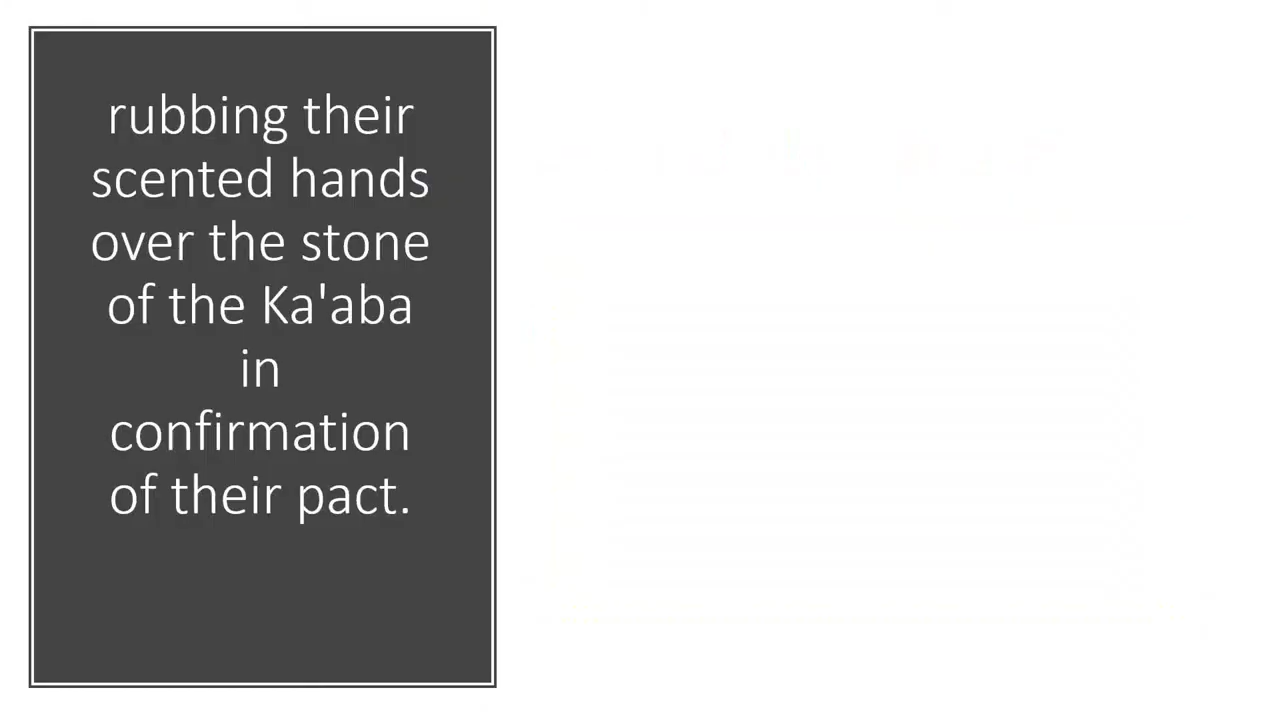 rubbing their
scented hands
over the stone
of the Ka'aba
in
confirmation
of their pact.